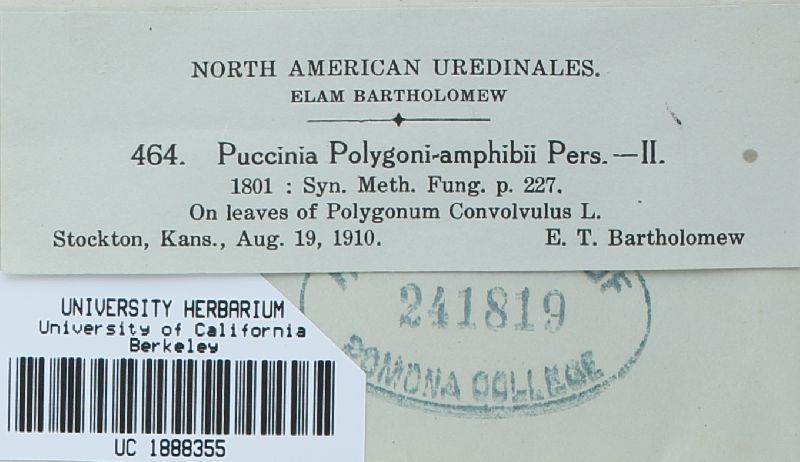 NORTH AMERICAN UREDINALES.
ELAM BARTHOLOMEW
464. Puccinia Polygoni-amphibii Pers.—II.
1801 : Syn. Meth. Fung. p. 227.
On leaves of Polygonum Convolvulus L.
Stockton, Kans., Aug. 19, 1910. E. T. Bartholomew
241819
POMONA COLLEGE
UNIVERSITY HERBARIUM
University of California
Berkeley
UC 1888355